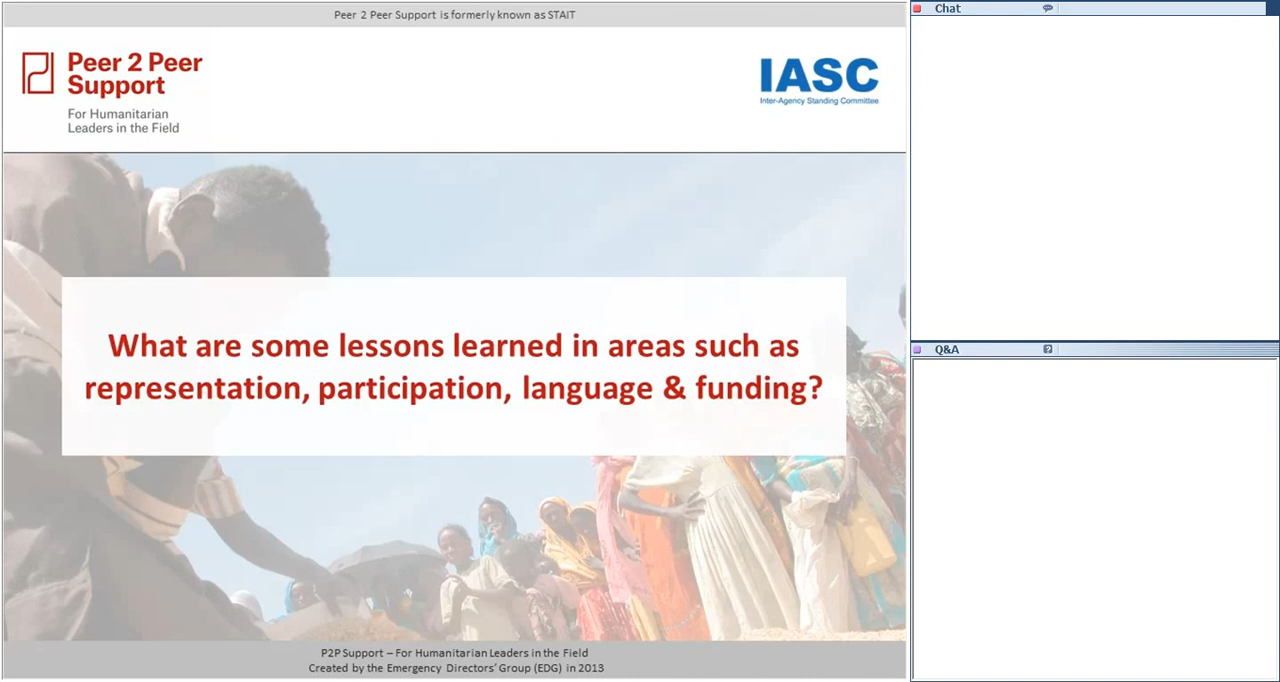 Peer 2 Peer Support is formerly known as STAIT
Peer 2 Peer
Support
For Humanitarian
Leaders in the Field
IASC
Inter-Agency Standing Committee
What are some lessons learned in areas such as
representation, participation, language & funding?
P2P Support – For Humanitarian Leaders in the Field
Created by the Emergency Directors' Group (EDG) in 2013
Chat
Q&A